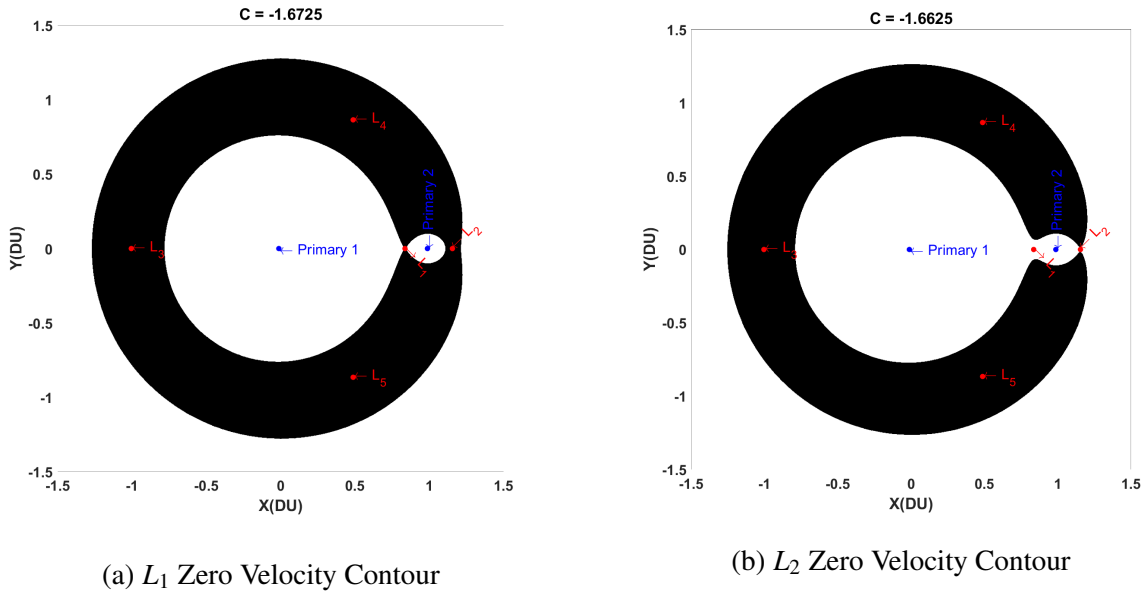 C = -1.6725
1.5
1
0.5
0
-0.5
-1
-1.5
Y(DU)
-1.5
-1
-0.5
0
0.5
1
1.5
X(DU)
L4
Primary 2
L2
L3
Primary 1
L1
L5
(a) L1 Zero Velocity Contour
C = -1.6625
1.5
1
0.5
0
-0.5
-1
-1.5
Y(DU)
-1.5
-1
-0.5
0
0.5
1
1.5
X(DU)
L4
Primary 2
L2
L3
Primary 1
L1
L5
(b) L2 Zero Velocity Contour